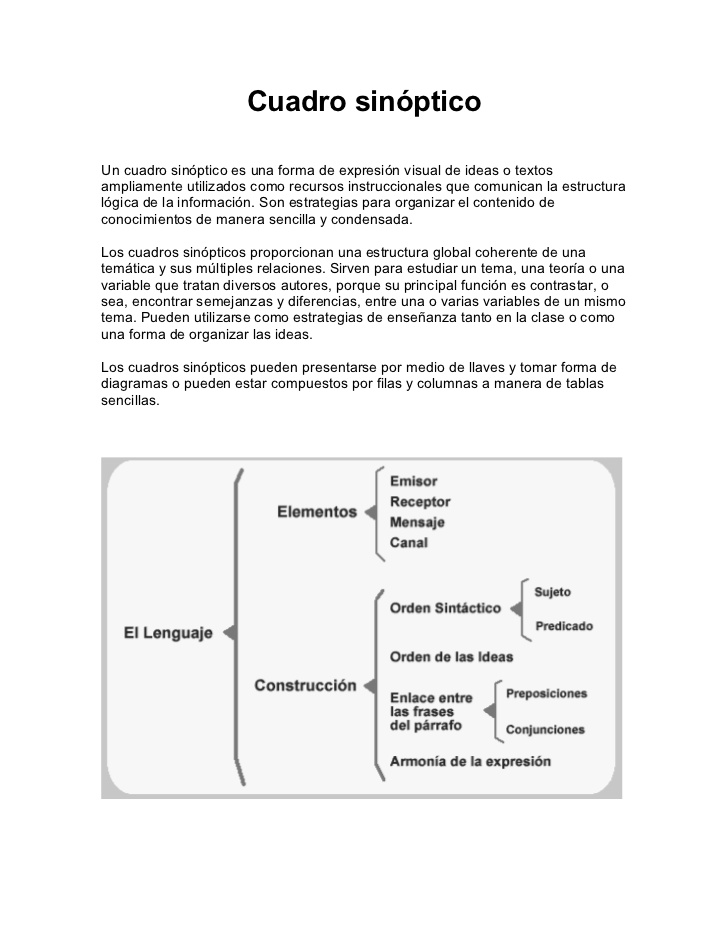 Cuadro sinóptico
Un cuadro sinóptico es una forma de expresión visual de ideas o textos
ampliamente utilizados como recursos instruccionales que comunican la estructura
lógica de la información. Son estrategias para organizar el contenido de
conocimientos de manera sencilla y condensada.
Los cuadros sinópticos proporcionan una estructura global coherente de una
temática y sus múltiples relaciones. Sirven para estudiar un tema, una teoría o una
variable que tratan diversos autores, porque su principal función es contrastar, o
sea, encontrar semejanzas y diferencias, entre una o varias variables de un mismo
tema. Pueden utilizarse como estrategias de enseñanza tanto en la clase o como
una forma de organizar las ideas.
Los cuadros sinópticos pueden presentarse por medio de llaves y tomar forma de
diagramas o pueden estar compuestos por filas y columnas a manera de tablas
sencillas.
El Lenguaje
Elementos
Emisor
Receptor
Mensaje
Canal
Construcción
Orden Sintáctico
Sujeto
Predicado
Orden de las Ideas
Enlace entre
las frases
del párrafo
Preposiciones
Conjunciones
Armonía de la expresión